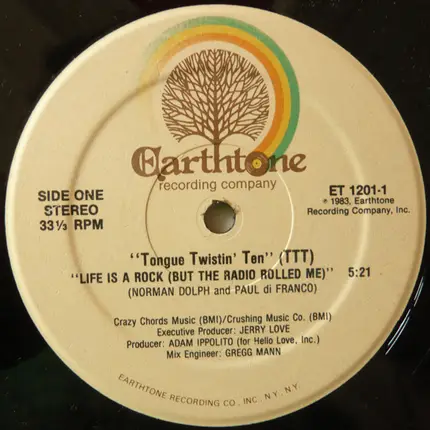 Earthtone
recording company
SIDE ONE
STEREO
33⅓ RPM
ET 1201-1
℗ 1983, Earthtone
Recording Company, Inc.
"Tongue Twistin' Ten" (TTT)
"LIFE IS A ROCK (BUT THE RADIO ROLLED ME)" 5:21
(NORMAN DOLPH and PAUL di FRANCO)
Crazy Chords Music (BMI)/Crushing Music Co. (BMI)
Executive Producer: JERRY LOVE
Producer: ADAM IPPOLITO (for Hello Love, Inc.)
Mix Engineer: GREGG MANN
EARTHTONE RECORDING CO., INC. N.Y., N.Y.